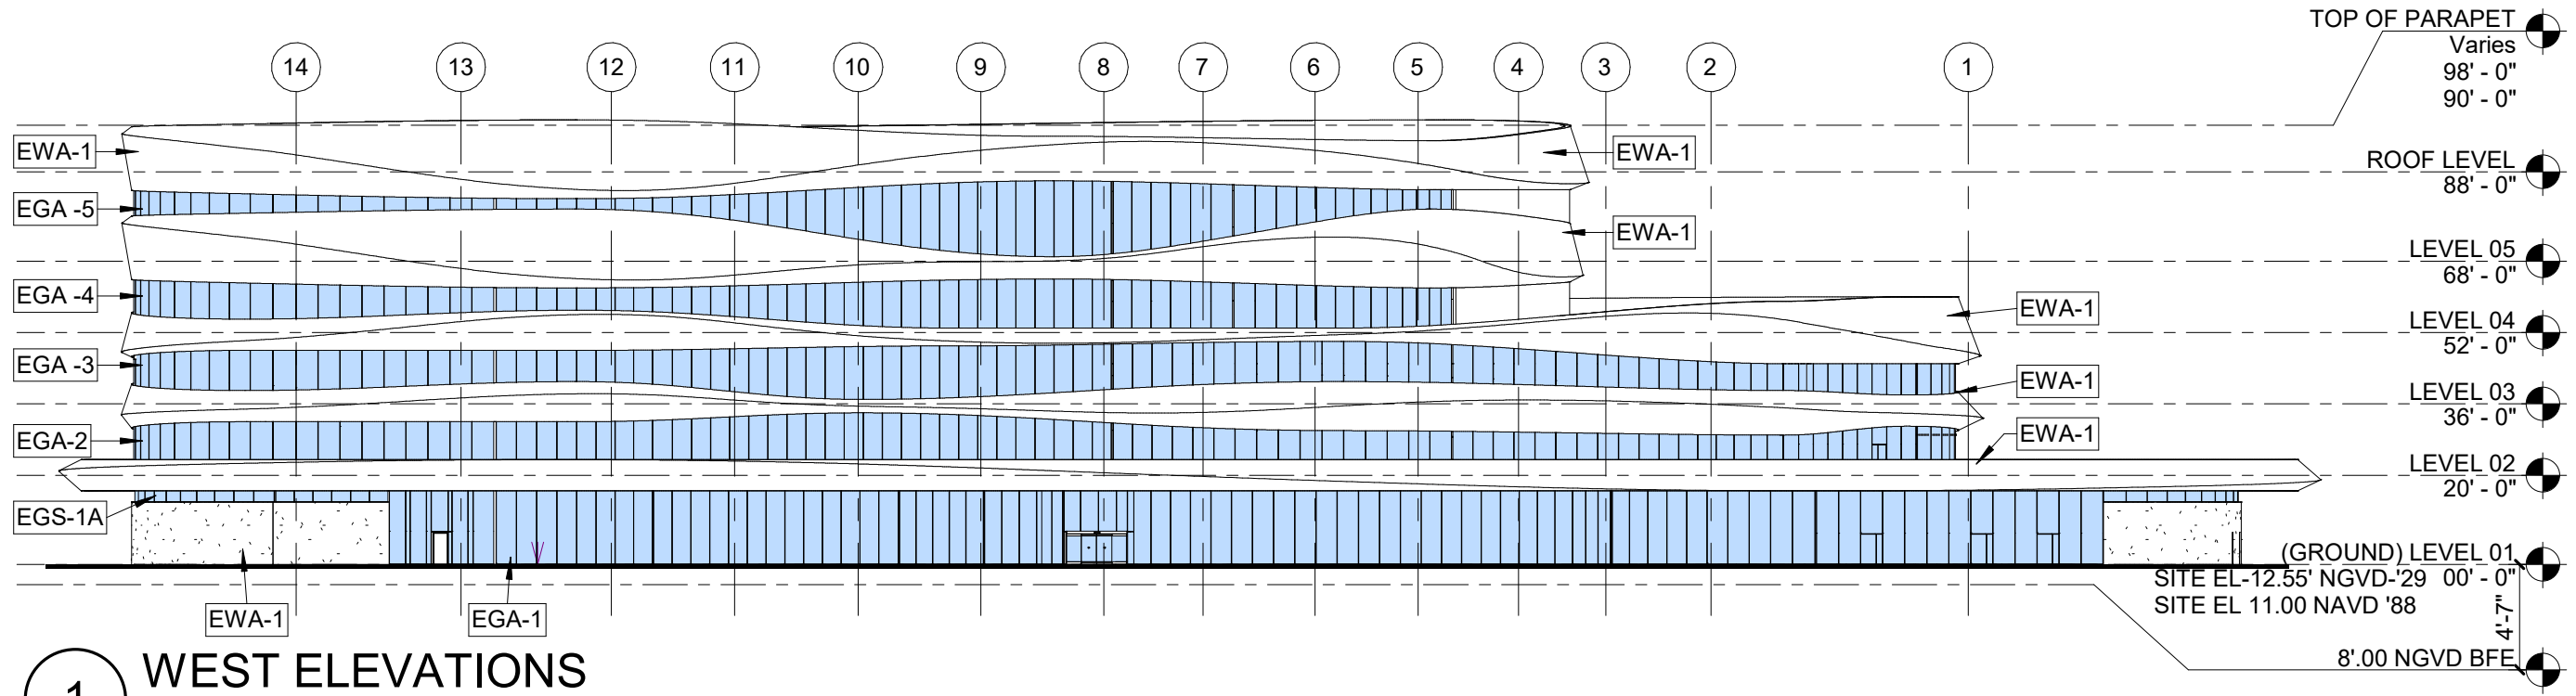 TOP OF PARAPET
Varies
98' - 0"
90' - 0"
14 13 12 11 10 9 8 7 6 5 4 3 2 1
EWA-1
EWA-1
ROOF LEVEL
88' - 0"
EGA -5
EWA-1
LEVEL 05
68' - 0"
EGA -4
EWA-1
LEVEL 04
52' - 0"
EGA -3
EWA-1
LEVEL 03
36' - 0"
EGA-2
EWA-1
LEVEL 02
20' - 0"
EGS-1A
(GROUND) LEVEL 01
SITE EL-12.55' NGVD-'29 00' - 0"
SITE EL 11.00 NAVD '88
4'-7"
EWA-1
EGA-1
8'.00 NGVD BFE
1
WEST ELEVATIONS